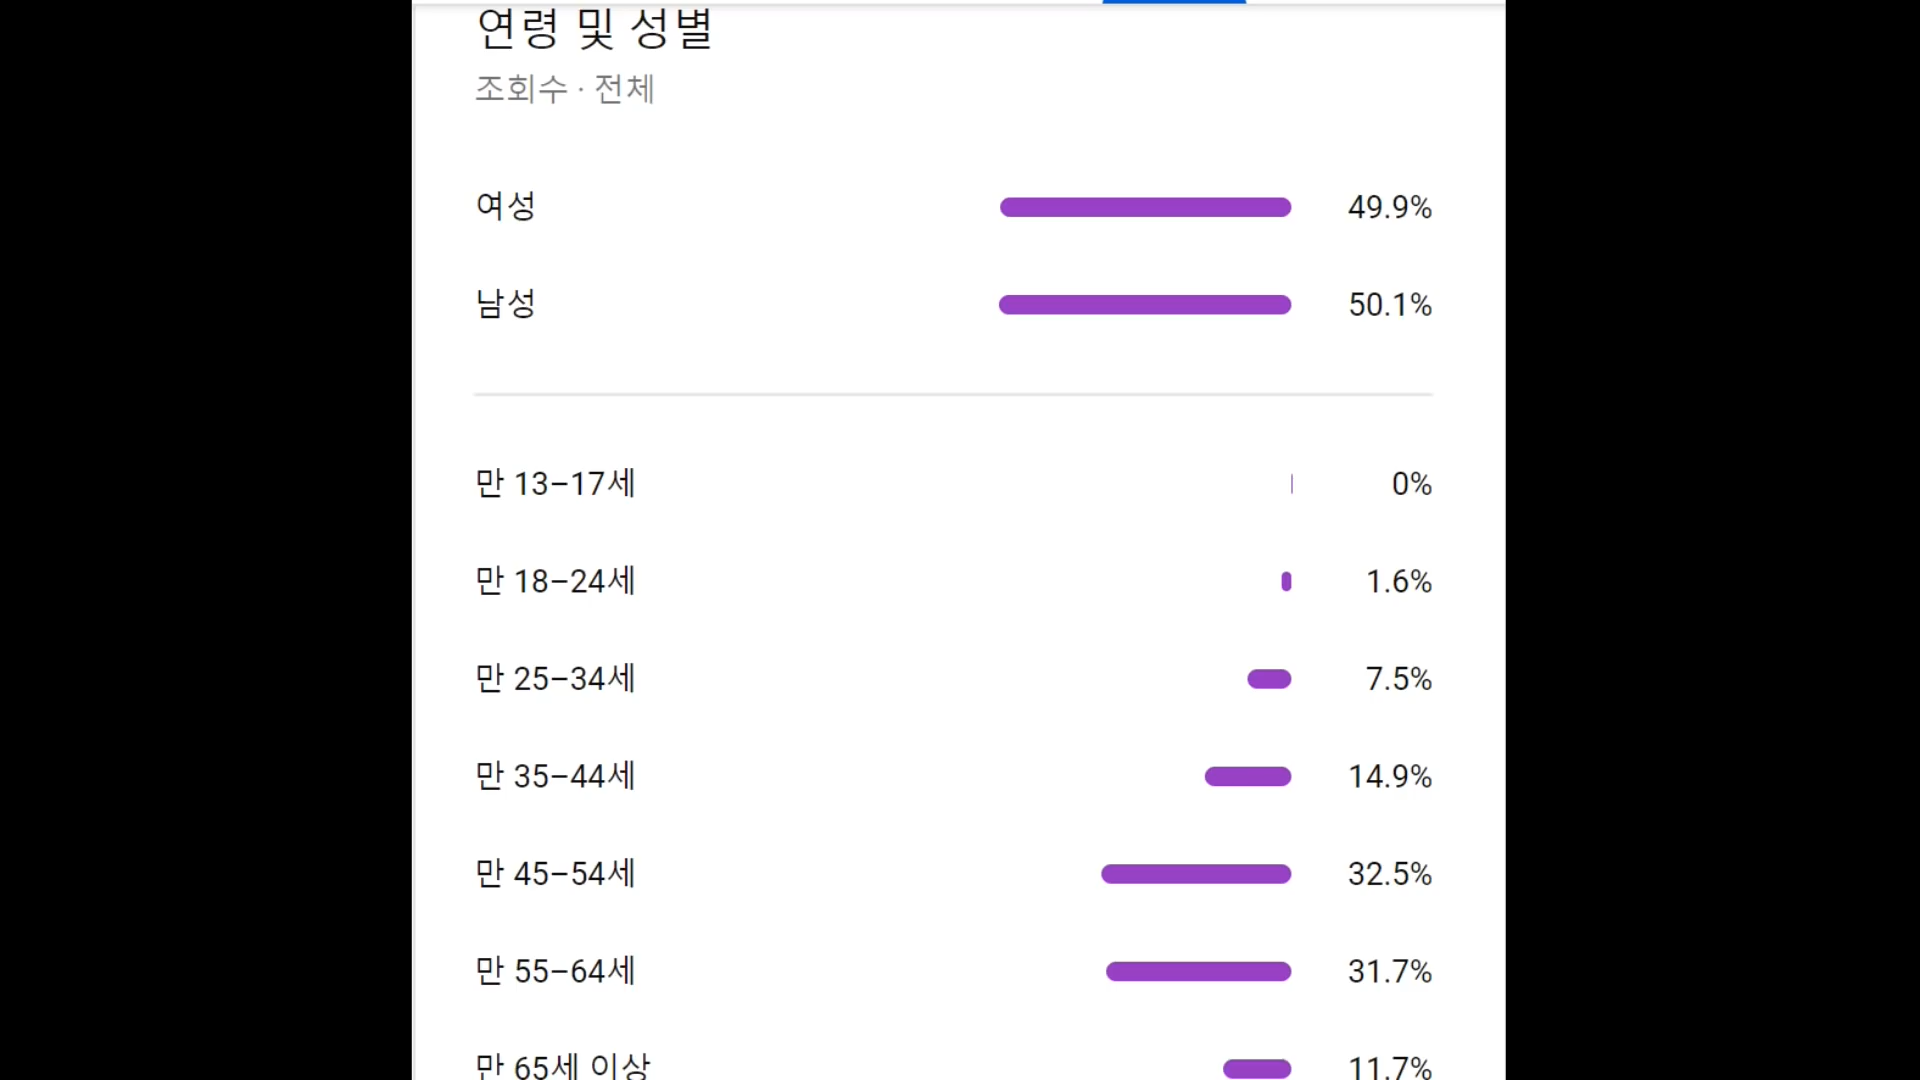 연령 및 성별
조회수 · 전체
여성 49.9%
남성 50.1%
만 13–17세 0%
만 18–24세 1.6%
만 25–34세 7.5%
만 35–44세 14.9%
만 45–54세 32.5%
만 55–64세 31.7%
만 65세 이상 11.7%